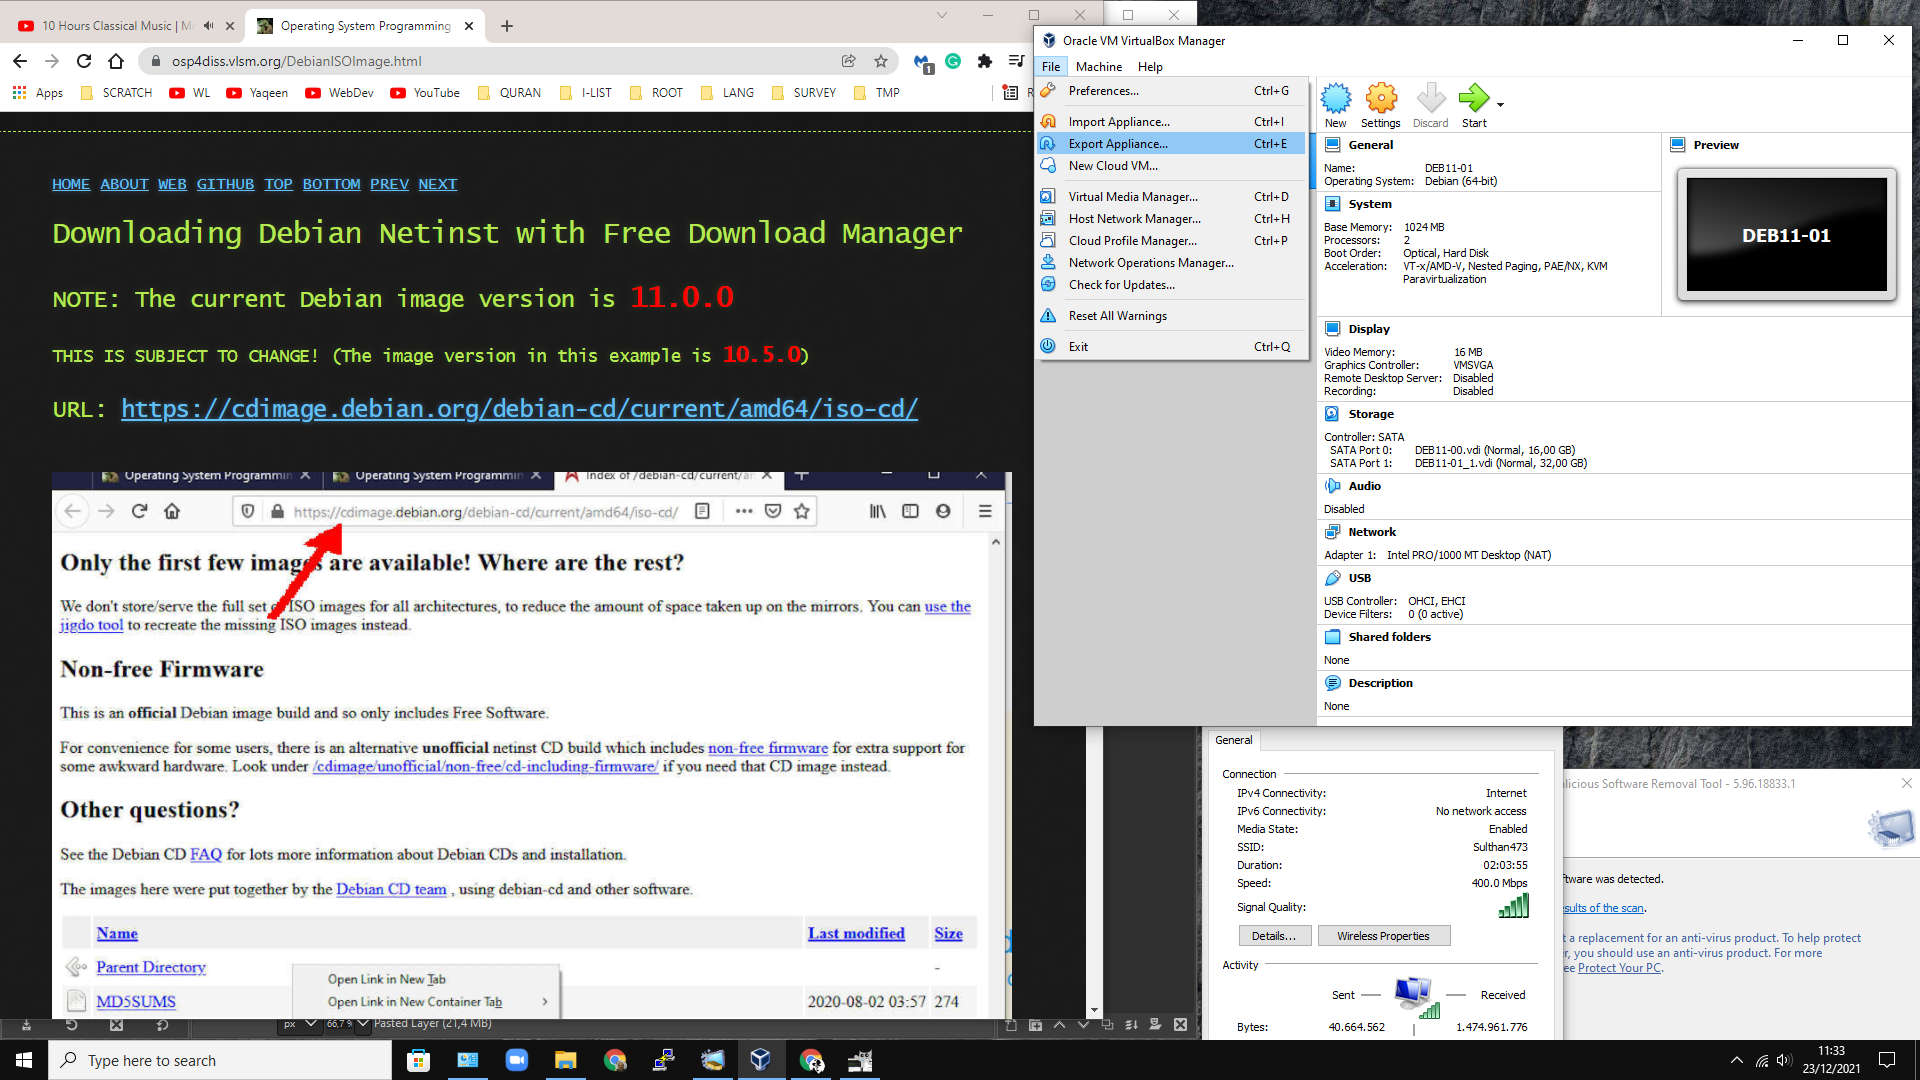 10 Hours Classical Music | M
Operating System Programming
osp4diss.vlsm.org/DebianISOImage.html
1
Apps SCRATCH WL Yaqeen WebDev YouTube QURAN I-LIST ROOT LANG SURVEY TMP
HOME ABOUT WEB GITHUB TOP BOTTOM PREV NEXT
Downloading Debian Netinst with Free Download Manager
NOTE: The current Debian image version is 11.0.0
THIS IS SUBJECT TO CHANGE! (The image version in this example is 10.5.0)
URL: https://cdimage.debian.org/debian-cd/current/amd64/iso-cd/
Operating System Programmin
Operating System Programmin
Index of /debian-cd/current/a
https://cdimage.debian.org/debian-cd/current/amd64/iso-cd/
Only the first few images are available! Where are the rest?
We don't store/serve the full set of ISO images for all architectures, to reduce the amount of space taken up on the mirrors. You can use the
jigdo tool to recreate the missing ISO images instead.
Non-free Firmware
This is an official Debian image build and so only includes Free Software.
For convenience for some users, there is an alternative unofficial netinst CD build which includes non-free firmware for extra support for
some awkward hardware. Look under /cdimage/unofficial/non-free/cd-including-firmware/ if you need that CD image instead.
Other questions?
See the Debian CD FAQ for lots more information about Debian CDs and installation.
The images here were put together by the Debian CD team , using debian-cd and other software.
Name Last modified Size
Parent Directory -
MD5SUMS 2020-08-02 03:57 274
Open Link in New Tab
Open Link in New Container Tab
px 66,7 Pasted Layer (21,4 MB)
Oracle VM VirtualBox Manager
File Machine Help
Preferences... Ctrl+G
Import Appliance... Ctrl+I
Export Appliance... Ctrl+E
New Cloud VM...
Virtual Media Manager... Ctrl+D
Host Network Manager... Ctrl+H
Cloud Profile Manager... Ctrl+P
Network Operations Manager...
Check for Updates...
Reset All Warnings
Exit Ctrl+Q
New Settings Discard Start
General
Name: DEB11-01
Operating System: Debian (64-bit)
Preview
DEB11-01
System
Base Memory: 1024 MB
Processors: 2
Boot Order: Optical, Hard Disk
Acceleration: VT-x/AMD-V, Nested Paging, PAE/NX, KVM
Paravirtualization
Display
Video Memory: 16 MB
Graphics Controller: VMSVGA
Remote Desktop Server: Disabled
Recording: Disabled
Storage
Controller: SATA
SATA Port 0: DEB11-00.vdi (Normal, 16,00 GB)
SATA Port 1: DEB11-01_1.vdi (Normal, 32,00 GB)
Audio
Disabled
Network
Adapter 1: Intel PRO/1000 MT Desktop (NAT)
USB
USB Controller: OHCI, EHCI
Device Filters: 0 (0 active)
Shared folders
None
Description
None
General
Connection
IPv4 Connectivity: Internet
IPv6 Connectivity: No network access
Media State: Enabled
SSID: Sulthan473
Duration: 02:03:55
Speed: 400.0 Mbps
Signal Quality:
Details... Wireless Properties
Activity
Sent Received
Bytes: 40.664.562 1.474.961.776
licious Software Removal Tool - 5.96.18833.1
ftware was detected.
sults of the scan.
t a replacement for an anti-virus product. To help protect
r, you should use an anti-virus product. For more
ee Protect Your PC.
Type here to search
11:33
23/12/2021